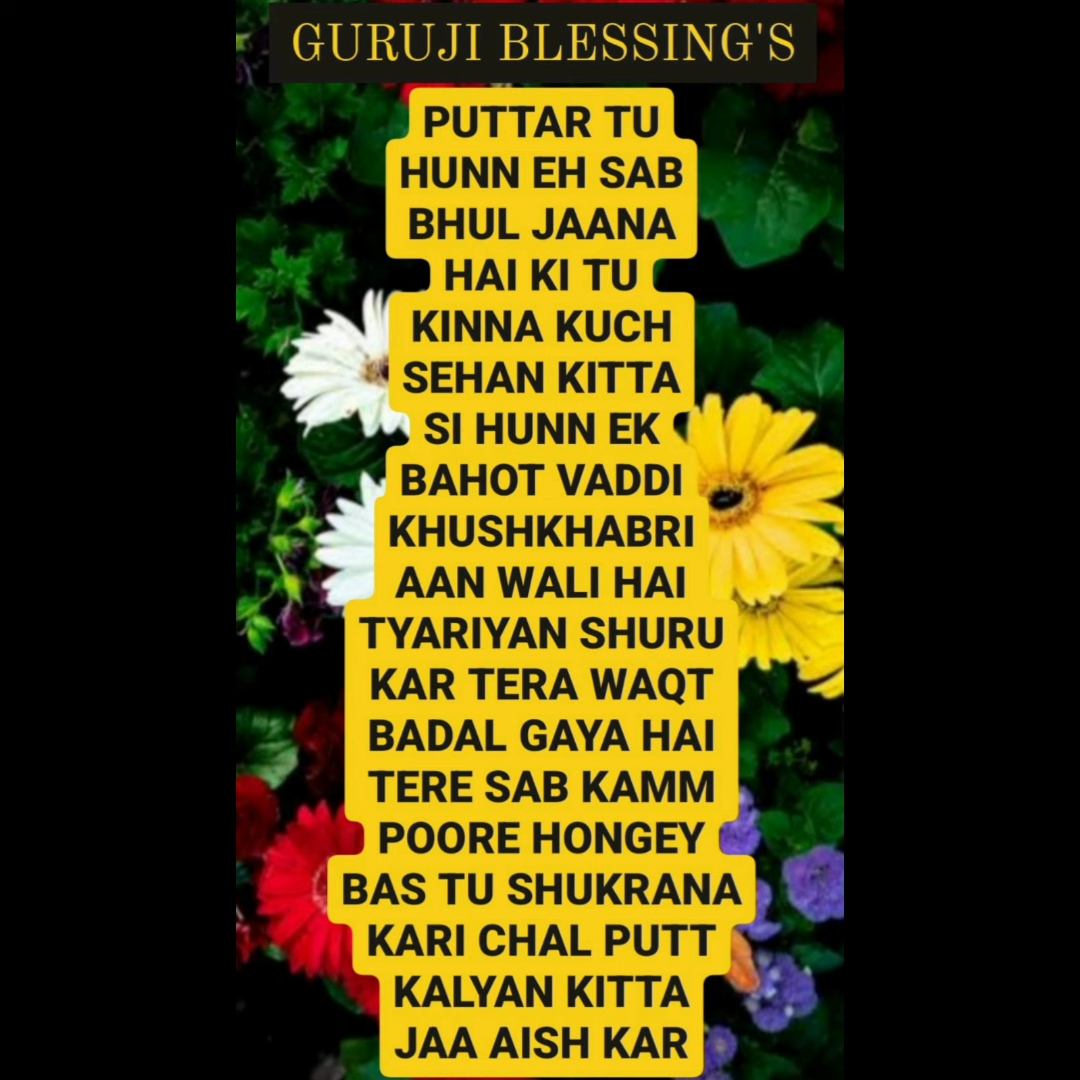 GURUJI BLESSING'S
PUTTAR TU
HUNN EH SAB
BHUL JAANA
HAI KI TU
KINNA KUCH
SEHAN KITTA
SI HUNN EK
BAHOT VADDI
KHUSHKHABRI
AAN WALI HAI
TYARIYAN SHURU
KAR TERA WAQT
BADAL GAYA HAI
TERE SAB KAMM
POORE HONGEY
BAS TU SHUKRANA
KARI CHAL PUTT
KALYAN KITTA
JAA AISH KAR